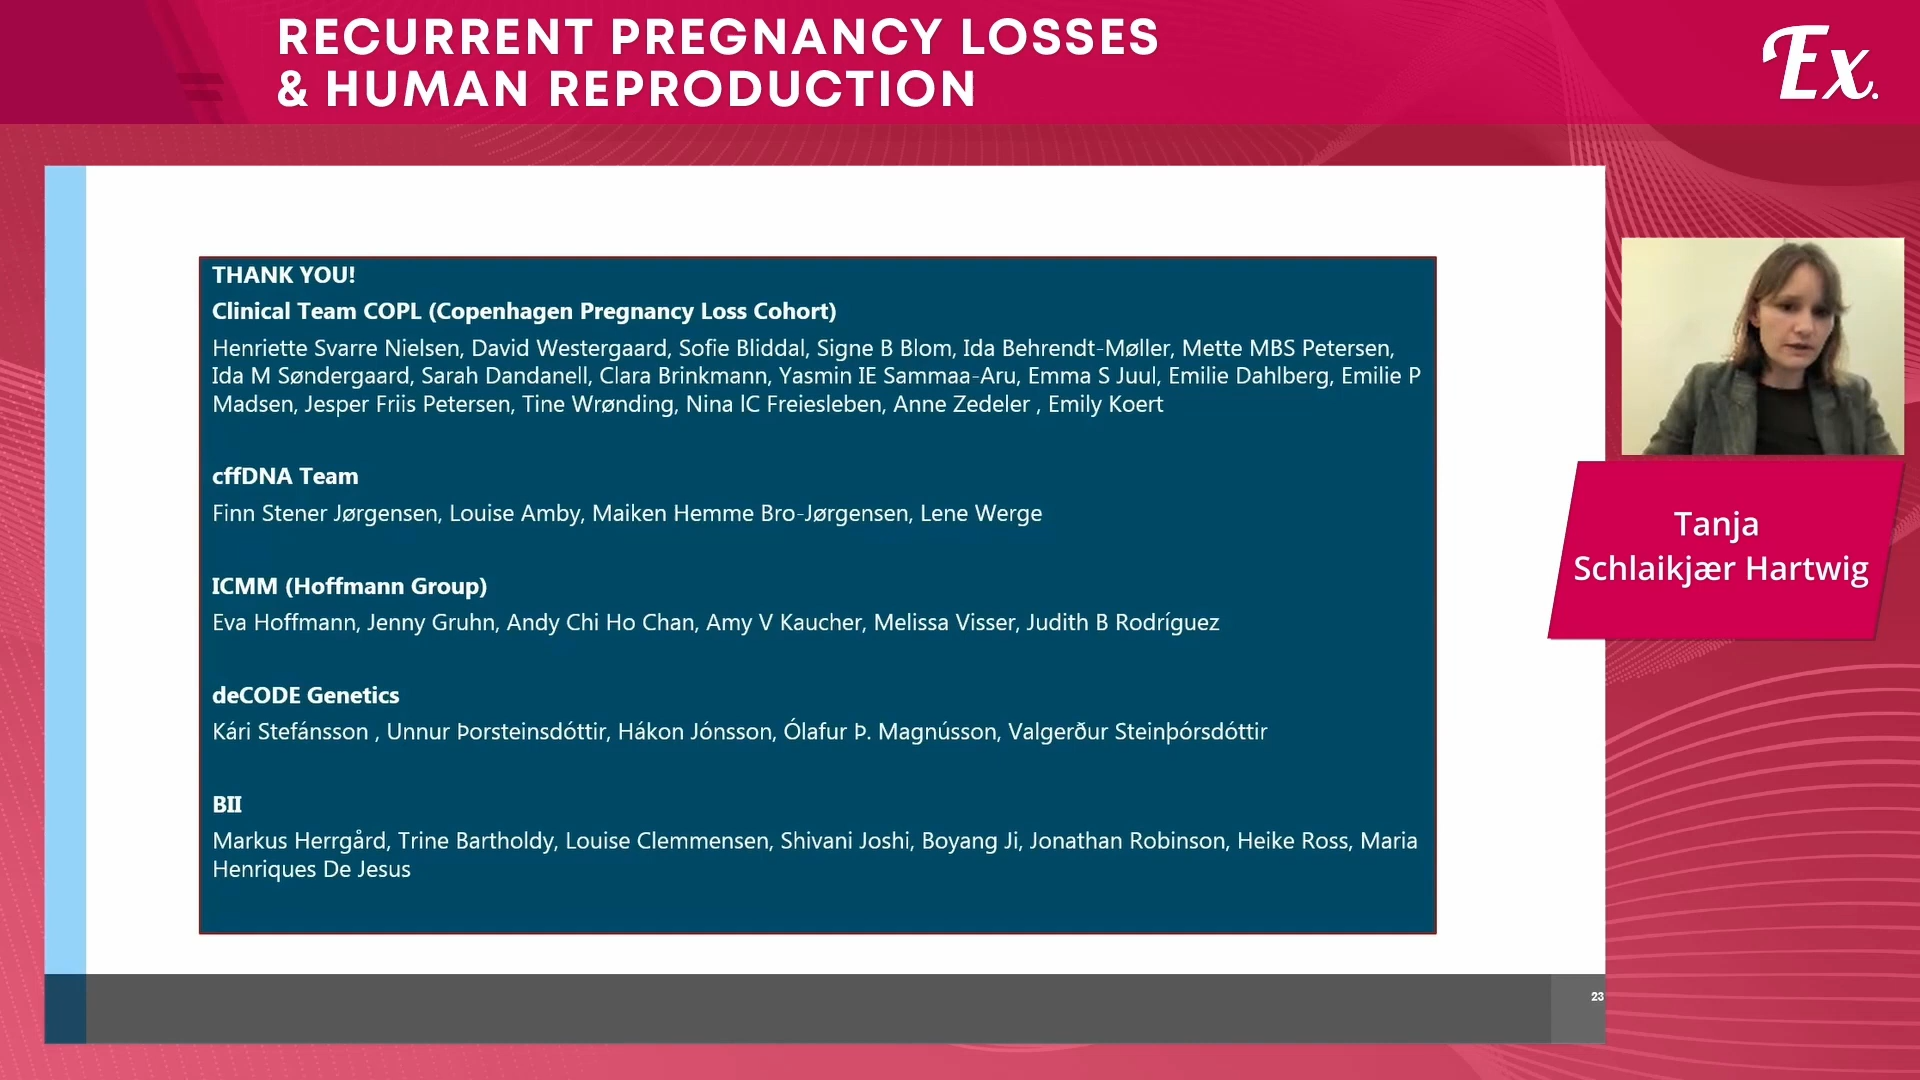 RECURRENT PREGNANCY LOSSES
& HUMAN REPRODUCTION
Ex.
THANK YOU!
Clinical Team COPL (Copenhagen Pregnancy Loss Cohort)
Henriette Svarre Nielsen, David Westergaard, Sofie Bliddal, Signe B Blom, Ida Behrendt-Møller, Mette MBS Petersen,
Ida M Søndergaard, Sarah Dandanell, Clara Brinkmann, Yasmin IE Sammaa-Aru, Emma S Juul, Emilie Dahlberg, Emilie P
Madsen, Jesper Friis Petersen, Tine Wrønding, Nina lC Freiesleben, Anne Zedeler , Emily Koert
cffDNA Team
Finn Stener Jørgensen, Louise Amby, Maiken Hemme Bro-Jørgensen, Lene Werge
ICMM (Hoffmann Group)
Eva Hoffmann, Jenny Gruhn, Andy Chi Ho Chan, Amy V Kaucher, Melissa Visser, Judith B Rodríguez
deCODE Genetics
Kári Stefánsson , Unnur Þorsteinsdóttir, Hákon Jónsson, Ólafur Þ. Magnússon, Valgerður Steinþórsdóttir
BII
Markus Herrgård, Trine Bartholdy, Louise Clemmensen, Shivani Joshi, Boyang Ji, Jonathan Robinson, Heike Ross, Maria
Henriques De Jesus
23
Tanja
Schlaikjær Hartwig